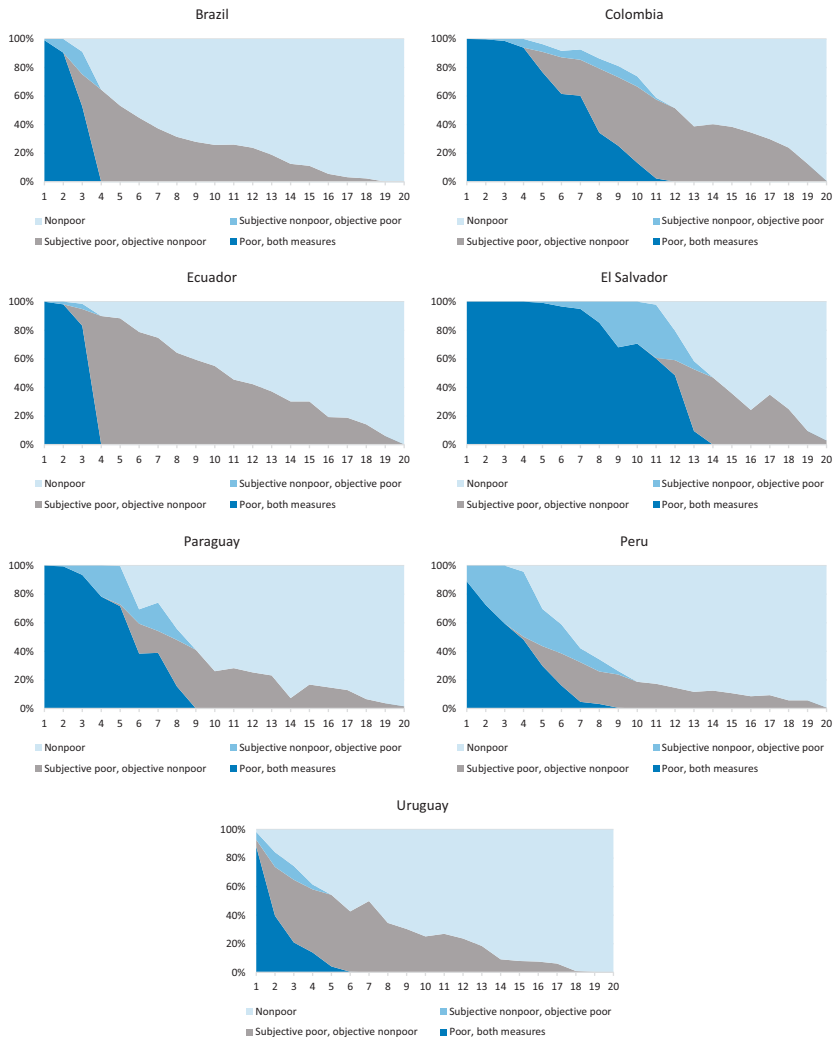 Brazil
100%
80%
60%
40%
20%
0%
1 2 3 4 5 6 7 8 9 10 11 12 13 14 15 16 17 18 19 20
Nonpoor Subjective nonpoor, objective poor
Subjective poor, objective nonpoor Poor, both measures
Colombia
100%
80%
60%
40%
20%
0%
1 2 3 4 5 6 7 8 9 10 11 12 13 14 15 16 17 18 19 20
Nonpoor Subjective nonpoor, objective poor
Subjective poor, objective nonpoor Poor, both measures
Ecuador
100%
80%
60%
40%
20%
0%
1 2 3 4 5 6 7 8 9 10 11 12 13 14 15 16 17 18 19 20
Nonpoor Subjective nonpoor, objective poor
Subjective poor, objective nonpoor Poor, both measures
El Salvador
100%
80%
60%
40%
20%
0%
1 2 3 4 5 6 7 8 9 10 11 12 13 14 15 16 17 18 19 20
Nonpoor Subjective nonpoor, objective poor
Subjective poor, objective nonpoor Poor, both measures
Paraguay
100%
80%
60%
40%
20%
0%
1 2 3 4 5 6 7 8 9 10 11 12 13 14 15 16 17 18 19 20
Nonpoor Subjective nonpoor, objective poor
Subjective poor, objective nonpoor Poor, both measures
Peru
100%
80%
60%
40%
20%
0%
1 2 3 4 5 6 7 8 9 10 11 12 13 14 15 16 17 18 19 20
Nonpoor Subjective nonpoor, objective poor
Subjective poor, objective nonpoor Poor, both measures
Uruguay
100%
80%
60%
40%
20%
0%
1 2 3 4 5 6 7 8 9 10 11 12 13 14 15 16 17 18 19 20
Nonpoor Subjective nonpoor, objective poor
Subjective poor, objective nonpoor Poor, both measures